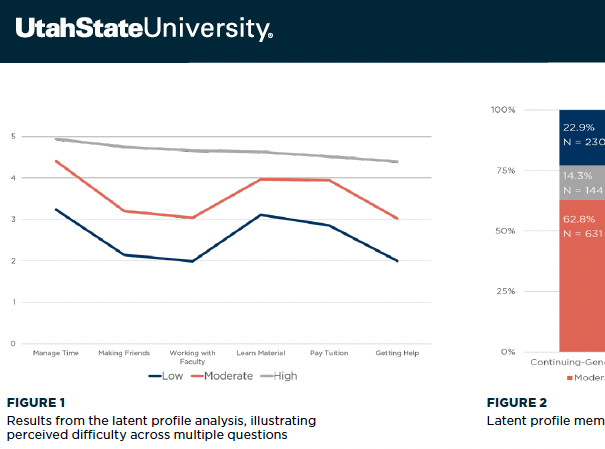 UtahStateUniversity®
5
4
3
2
1
0
Manage Time
Making Friends
Working with
Faculty
Learn Material
Pay Tuition
Getting Help
Low
Moderate
High
FIGURE 1
Results from the latent profile analysis, illustrating
perceived difficulty across multiple questions
100%
75%
50%
25%
0%
22.9%
N = 230
14.3%
N = 144
62.8%
N = 631
Continuing-Gene
Moder
FIGURE 2
Latent profile mem